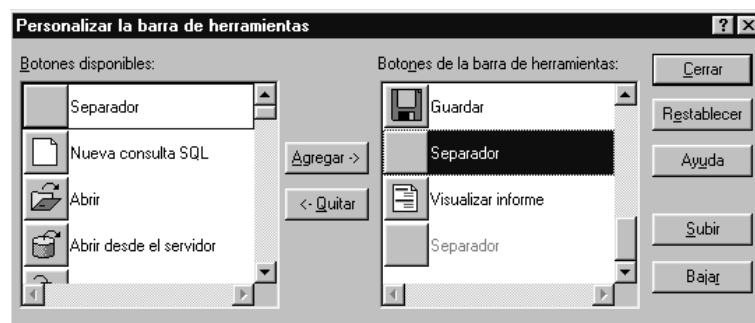 Personalizar la barra de herramientas
Botones disponibles:
Separador
Nueva consulta SQL
Abrir
Abrir desde el servidor
Agregar ->
<- Quitar
Botones de la barra de herramientas:
Guardar
Separador
Visualizar informe
Separador
Cerrar
Restablecer
Ayuda
Subir
Bajar